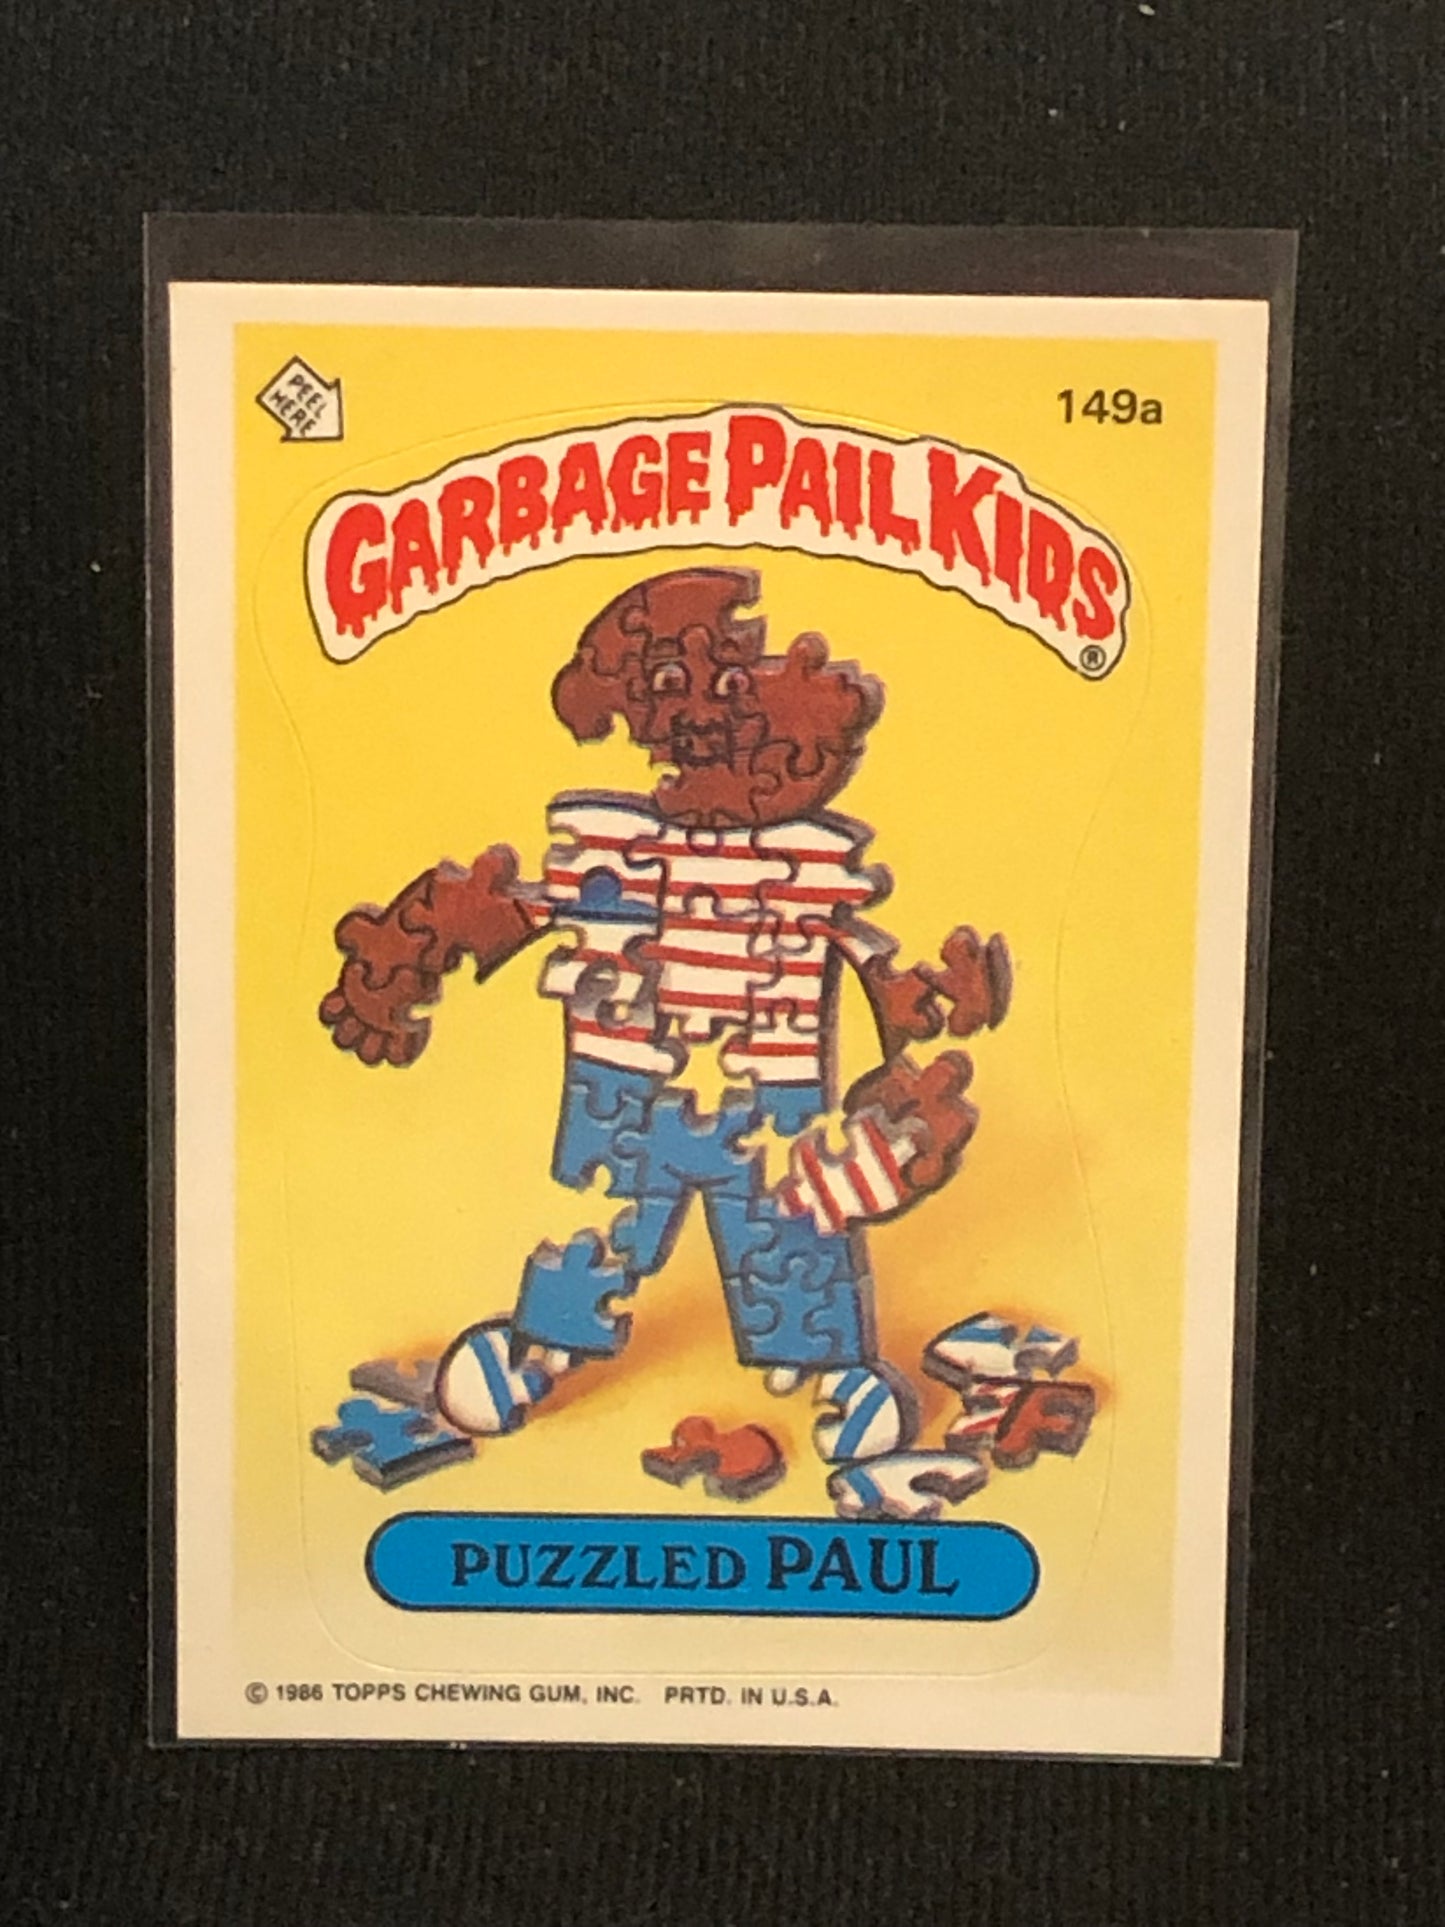 PEEL
HERE
149a
GARBAGE PAIL KIDS
®
PUZZLED PAUL
© 1986 TOPPS CHEWING GUM, INC. PRTD. IN U.S.A.